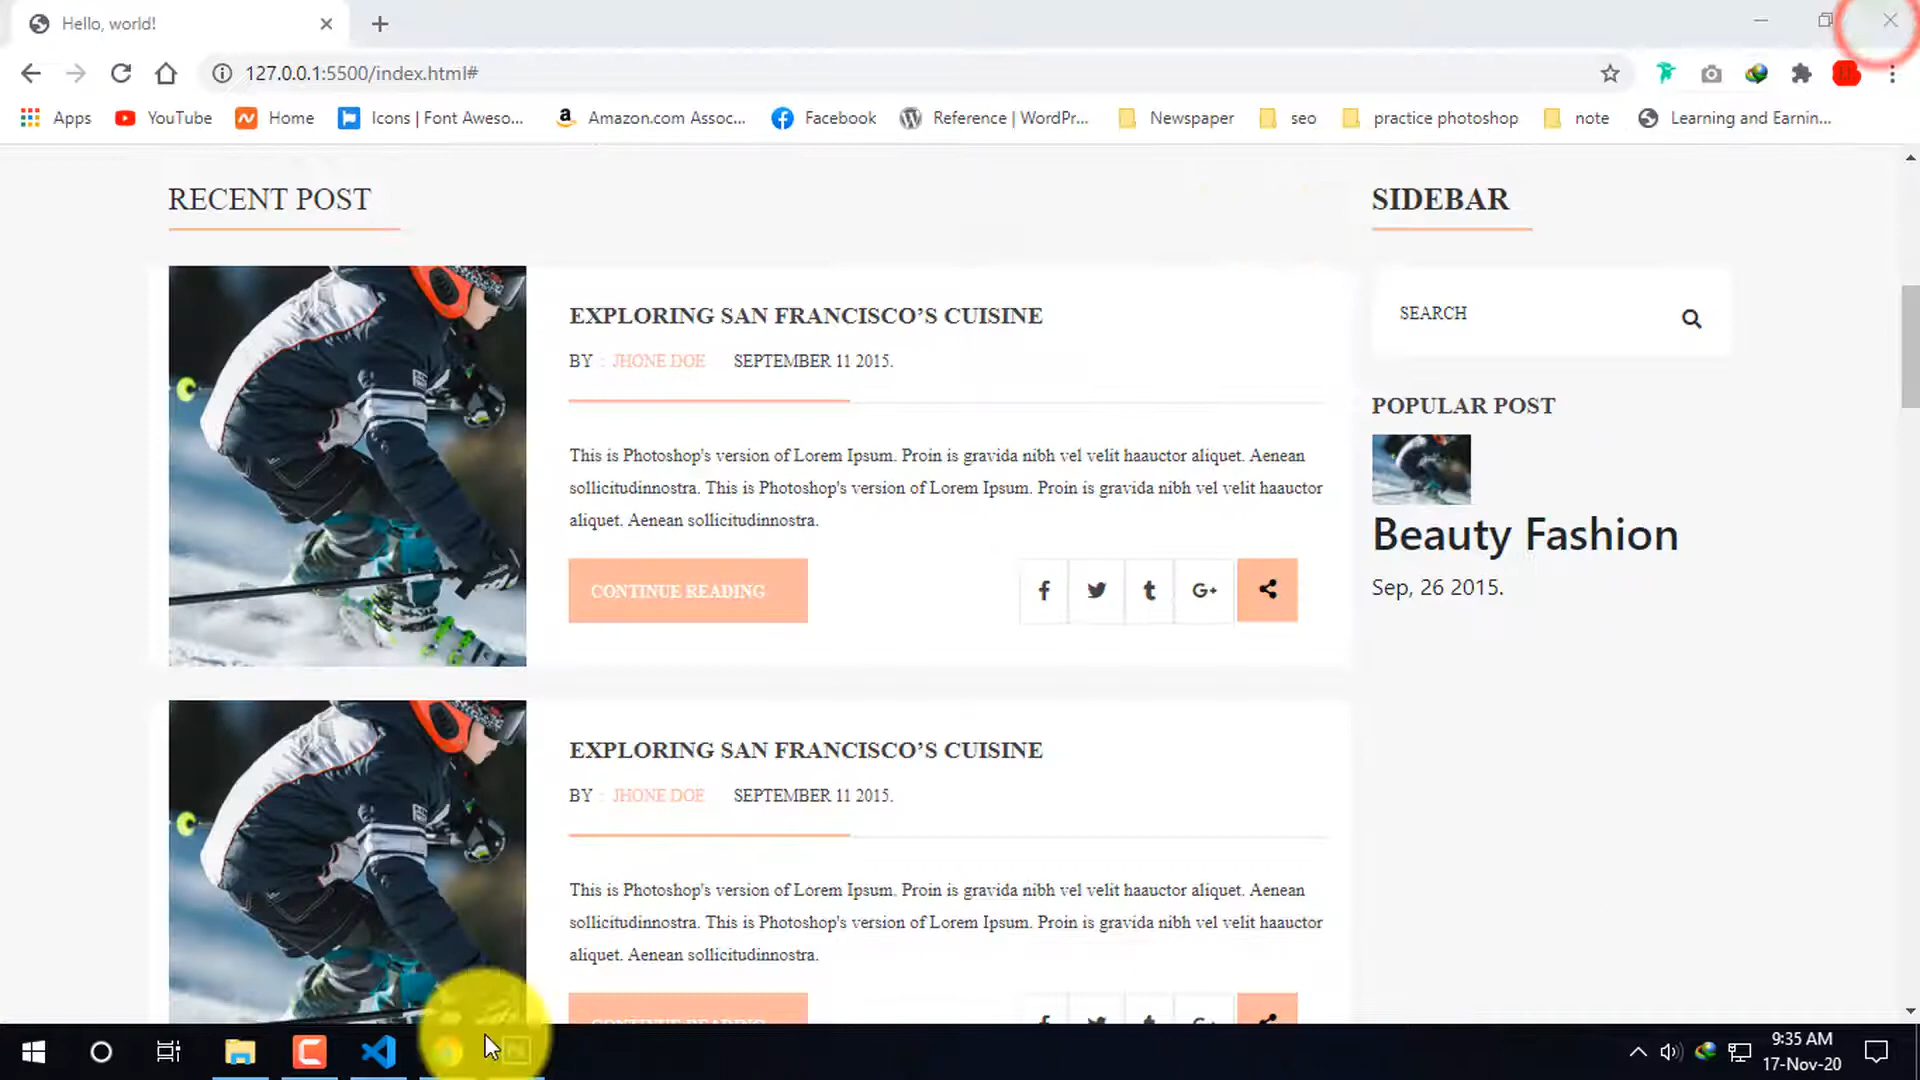 Hello, world!
127.0.0.1:5500/index.html#
Apps YouTube Home Icons | Font Aweso... Amazon.com Assoc... Facebook Reference | WordPr... Newspaper seo practice photoshop note Learning and Earnin...
RECENT POST
EXPLORING SAN FRANCISCO’S CUISINE
BY : JHONE DOE SEPTEMBER 11 2015.
This is Photoshop's version of Lorem Ipsum. Proin is gravida nibh vel velit haauctor aliquet. Aenean
sollicitudinnostra. This is Photoshop's version of Lorem Ipsum. Proin is gravida nibh vel velit haauctor
aliquet. Aenean sollicitudinnostra.
CONTINUE READING
EXPLORING SAN FRANCISCO’S CUISINE
BY : JHONE DOE SEPTEMBER 11 2015.
This is Photoshop's version of Lorem Ipsum. Proin is gravida nibh vel velit haauctor aliquet. Aenean
sollicitudinnostra. This is Photoshop's version of Lorem Ipsum. Proin is gravida nibh vel velit haauctor
aliquet. Aenean sollicitudinnostra.
CONTINUE READING
SIDEBAR
SEARCH
POPULAR POST
Beauty Fashion
Sep, 26 2015.
9:35 AM
17-Nov-20